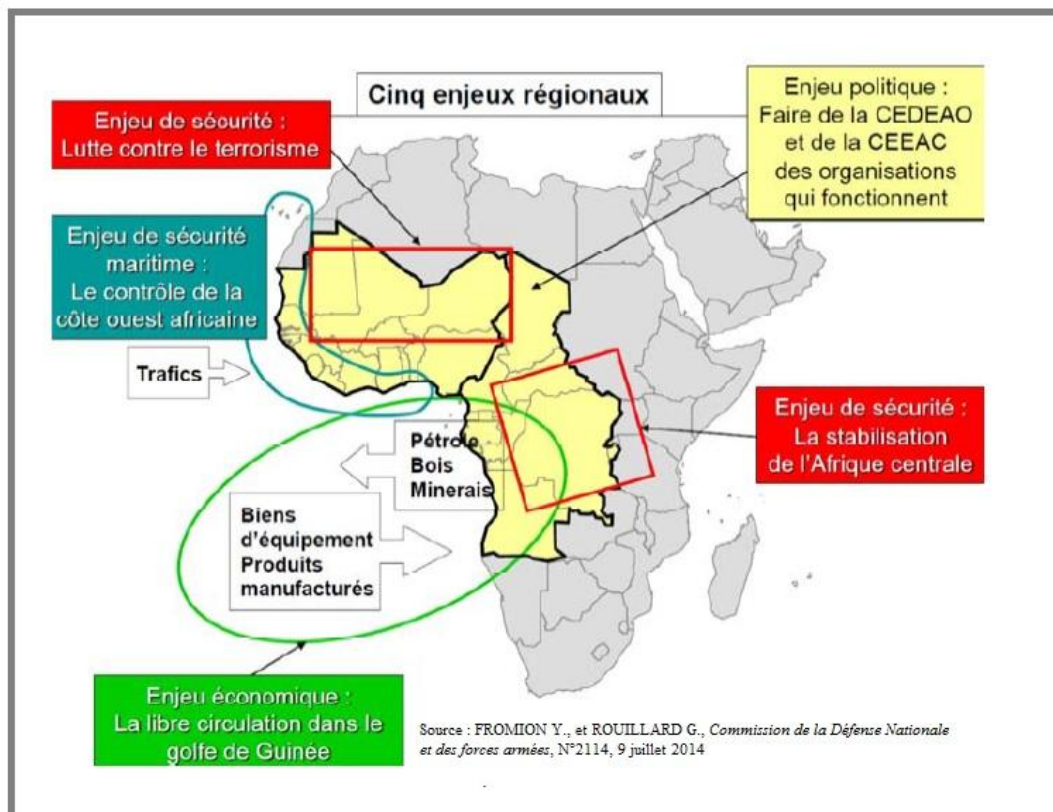 Cinq enjeux régionaux
Enjeu de sécurité :
Lutte contre le terrorisme
Enjeu politique :
Faire de la CEDEAO
et de la CEEAC
des organisations
qui fonctionnent
Enjeu de sécurité
maritime :
Le contrôle de la
côte ouest africaine
Trafics
Pétrole
Bois
Minerais
Enjeu de sécurité :
La stabilisation
de l'Afrique centrale
Biens
d'équipement
Produits
manufacturés
Enjeu économique :
La libre circulation dans le
golfe de Guinée
Source : FROMION Y., et ROUILLARD G., Commission de la Défense Nationale
et des forces armées, N°2114, 9 juillet 2014